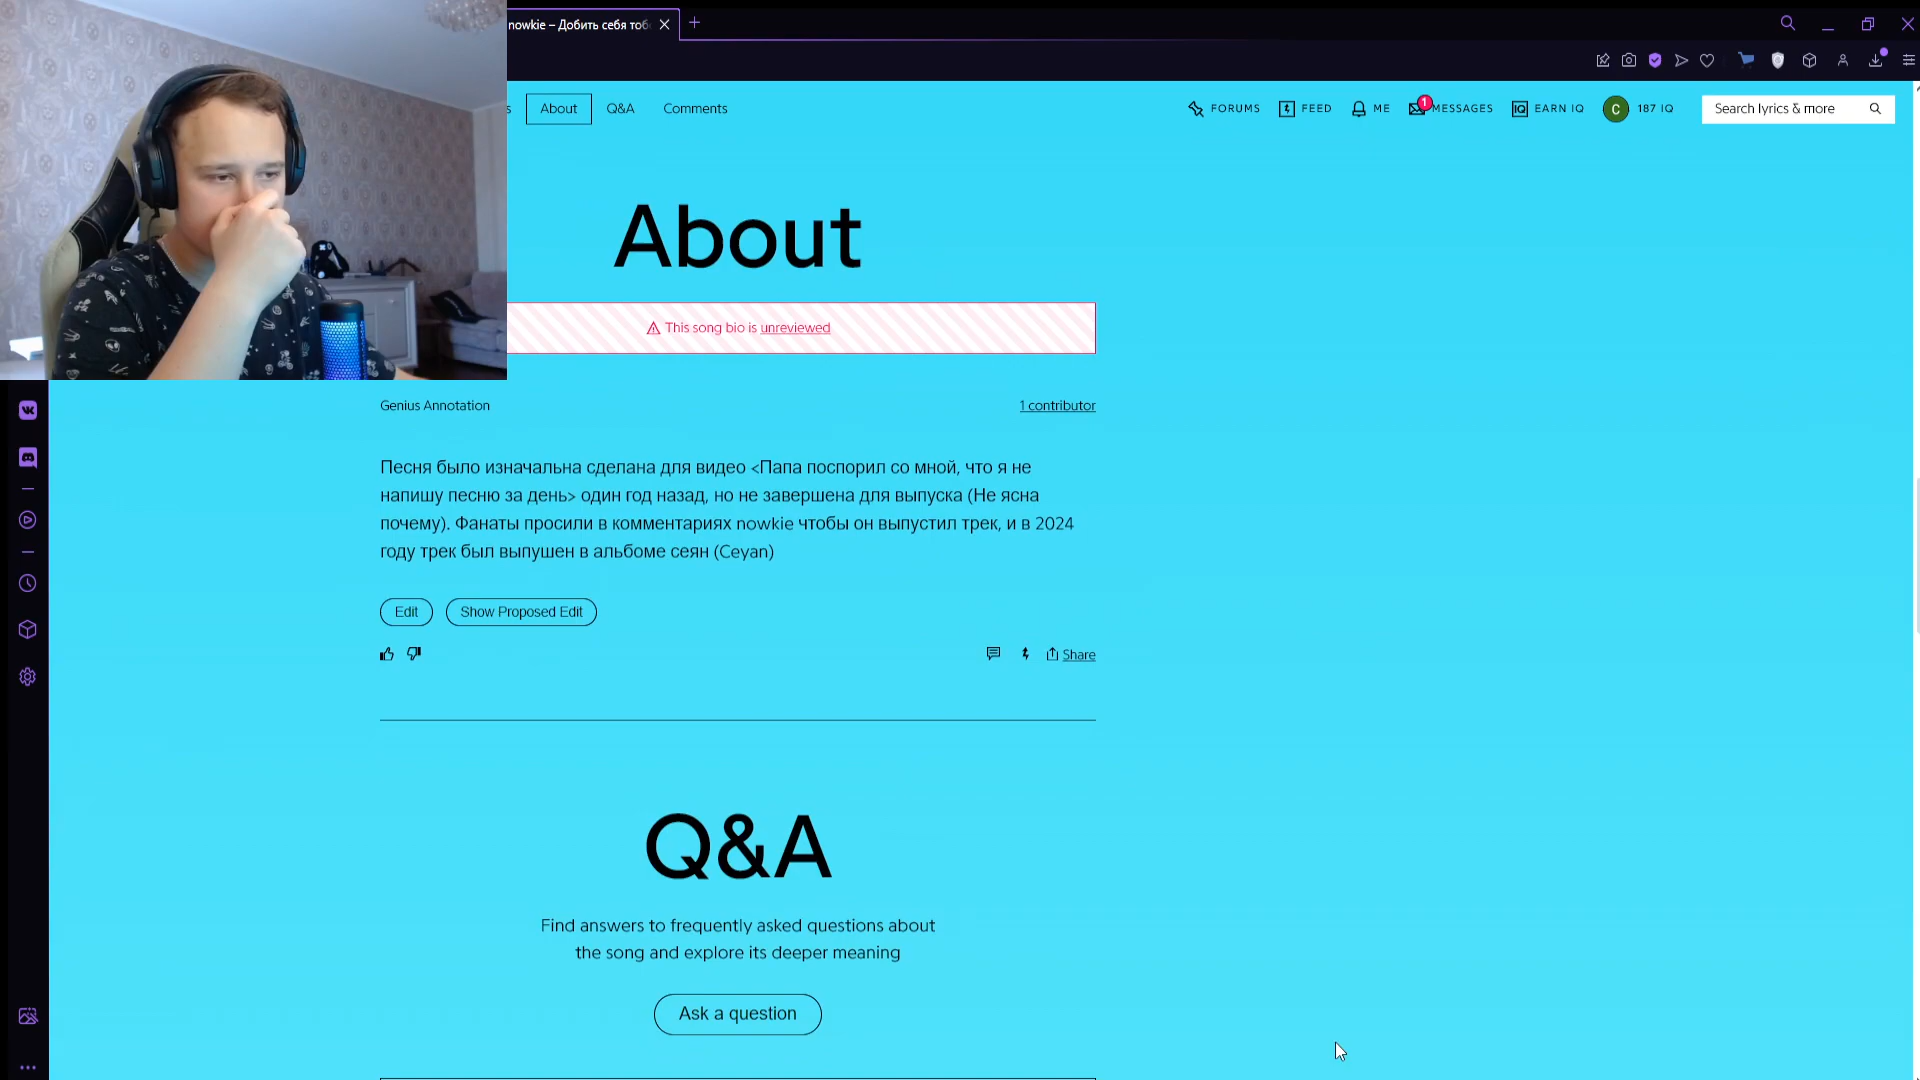 nowkie – Добить себя тоб
About
Q&A
Comments
FORUMS
FEED
ME
1
MESSAGES
EARN IQ
C
187 IQ
Search lyrics & more
About
This song bio is unreviewed
Genius Annotation
1 contributor
Песня было изначальна сделана для видео <Папа поспорил со мной, что я не
напишу песню за день> один год назад, но не завершена для выпуска (Не ясна
почему). Фанаты просили в комментариях nowkie чтобы он выпустил трек, и в 2024
году трек был выпушен в альбоме сеян (Ceyan)
Edit
Show Proposed Edit
Share
Q&A
Find answers to frequently asked questions about
the song and explore its deeper meaning
Ask a question